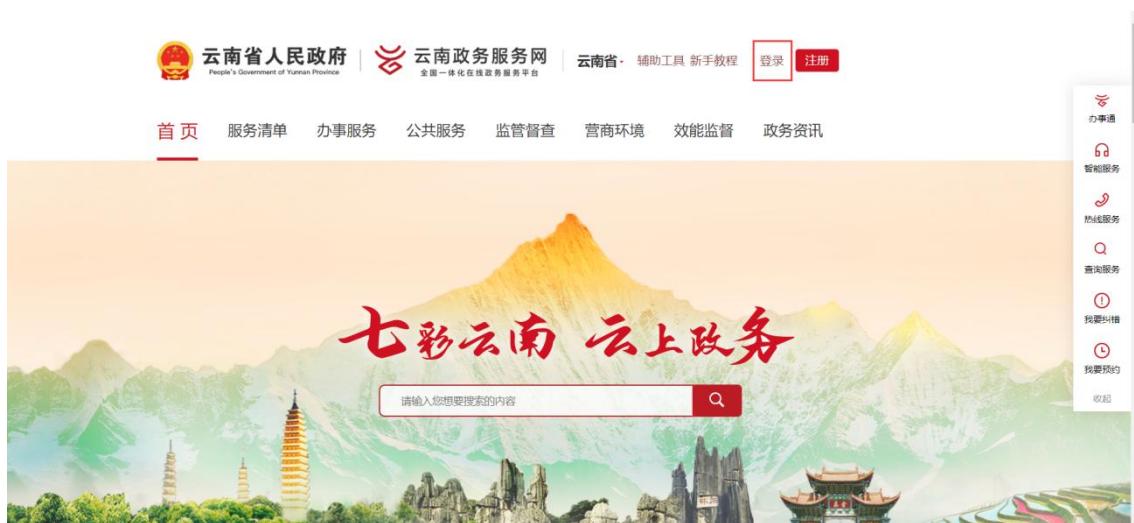 云南省人民政府
People's Government of Yunnan Province
云南政务服务网
全国一体化在线政务服务平台
云南省
辅助工具 新手教程
登录
注册
首页 服务清单 办事服务 公共服务 监管督查 营商环境 效能监督 政务资讯
七彩云南 云上政务
请输入您想要搜索的内容
办事通
智能服务
热线服务
查询服务
我要纠错
我要预约
收起